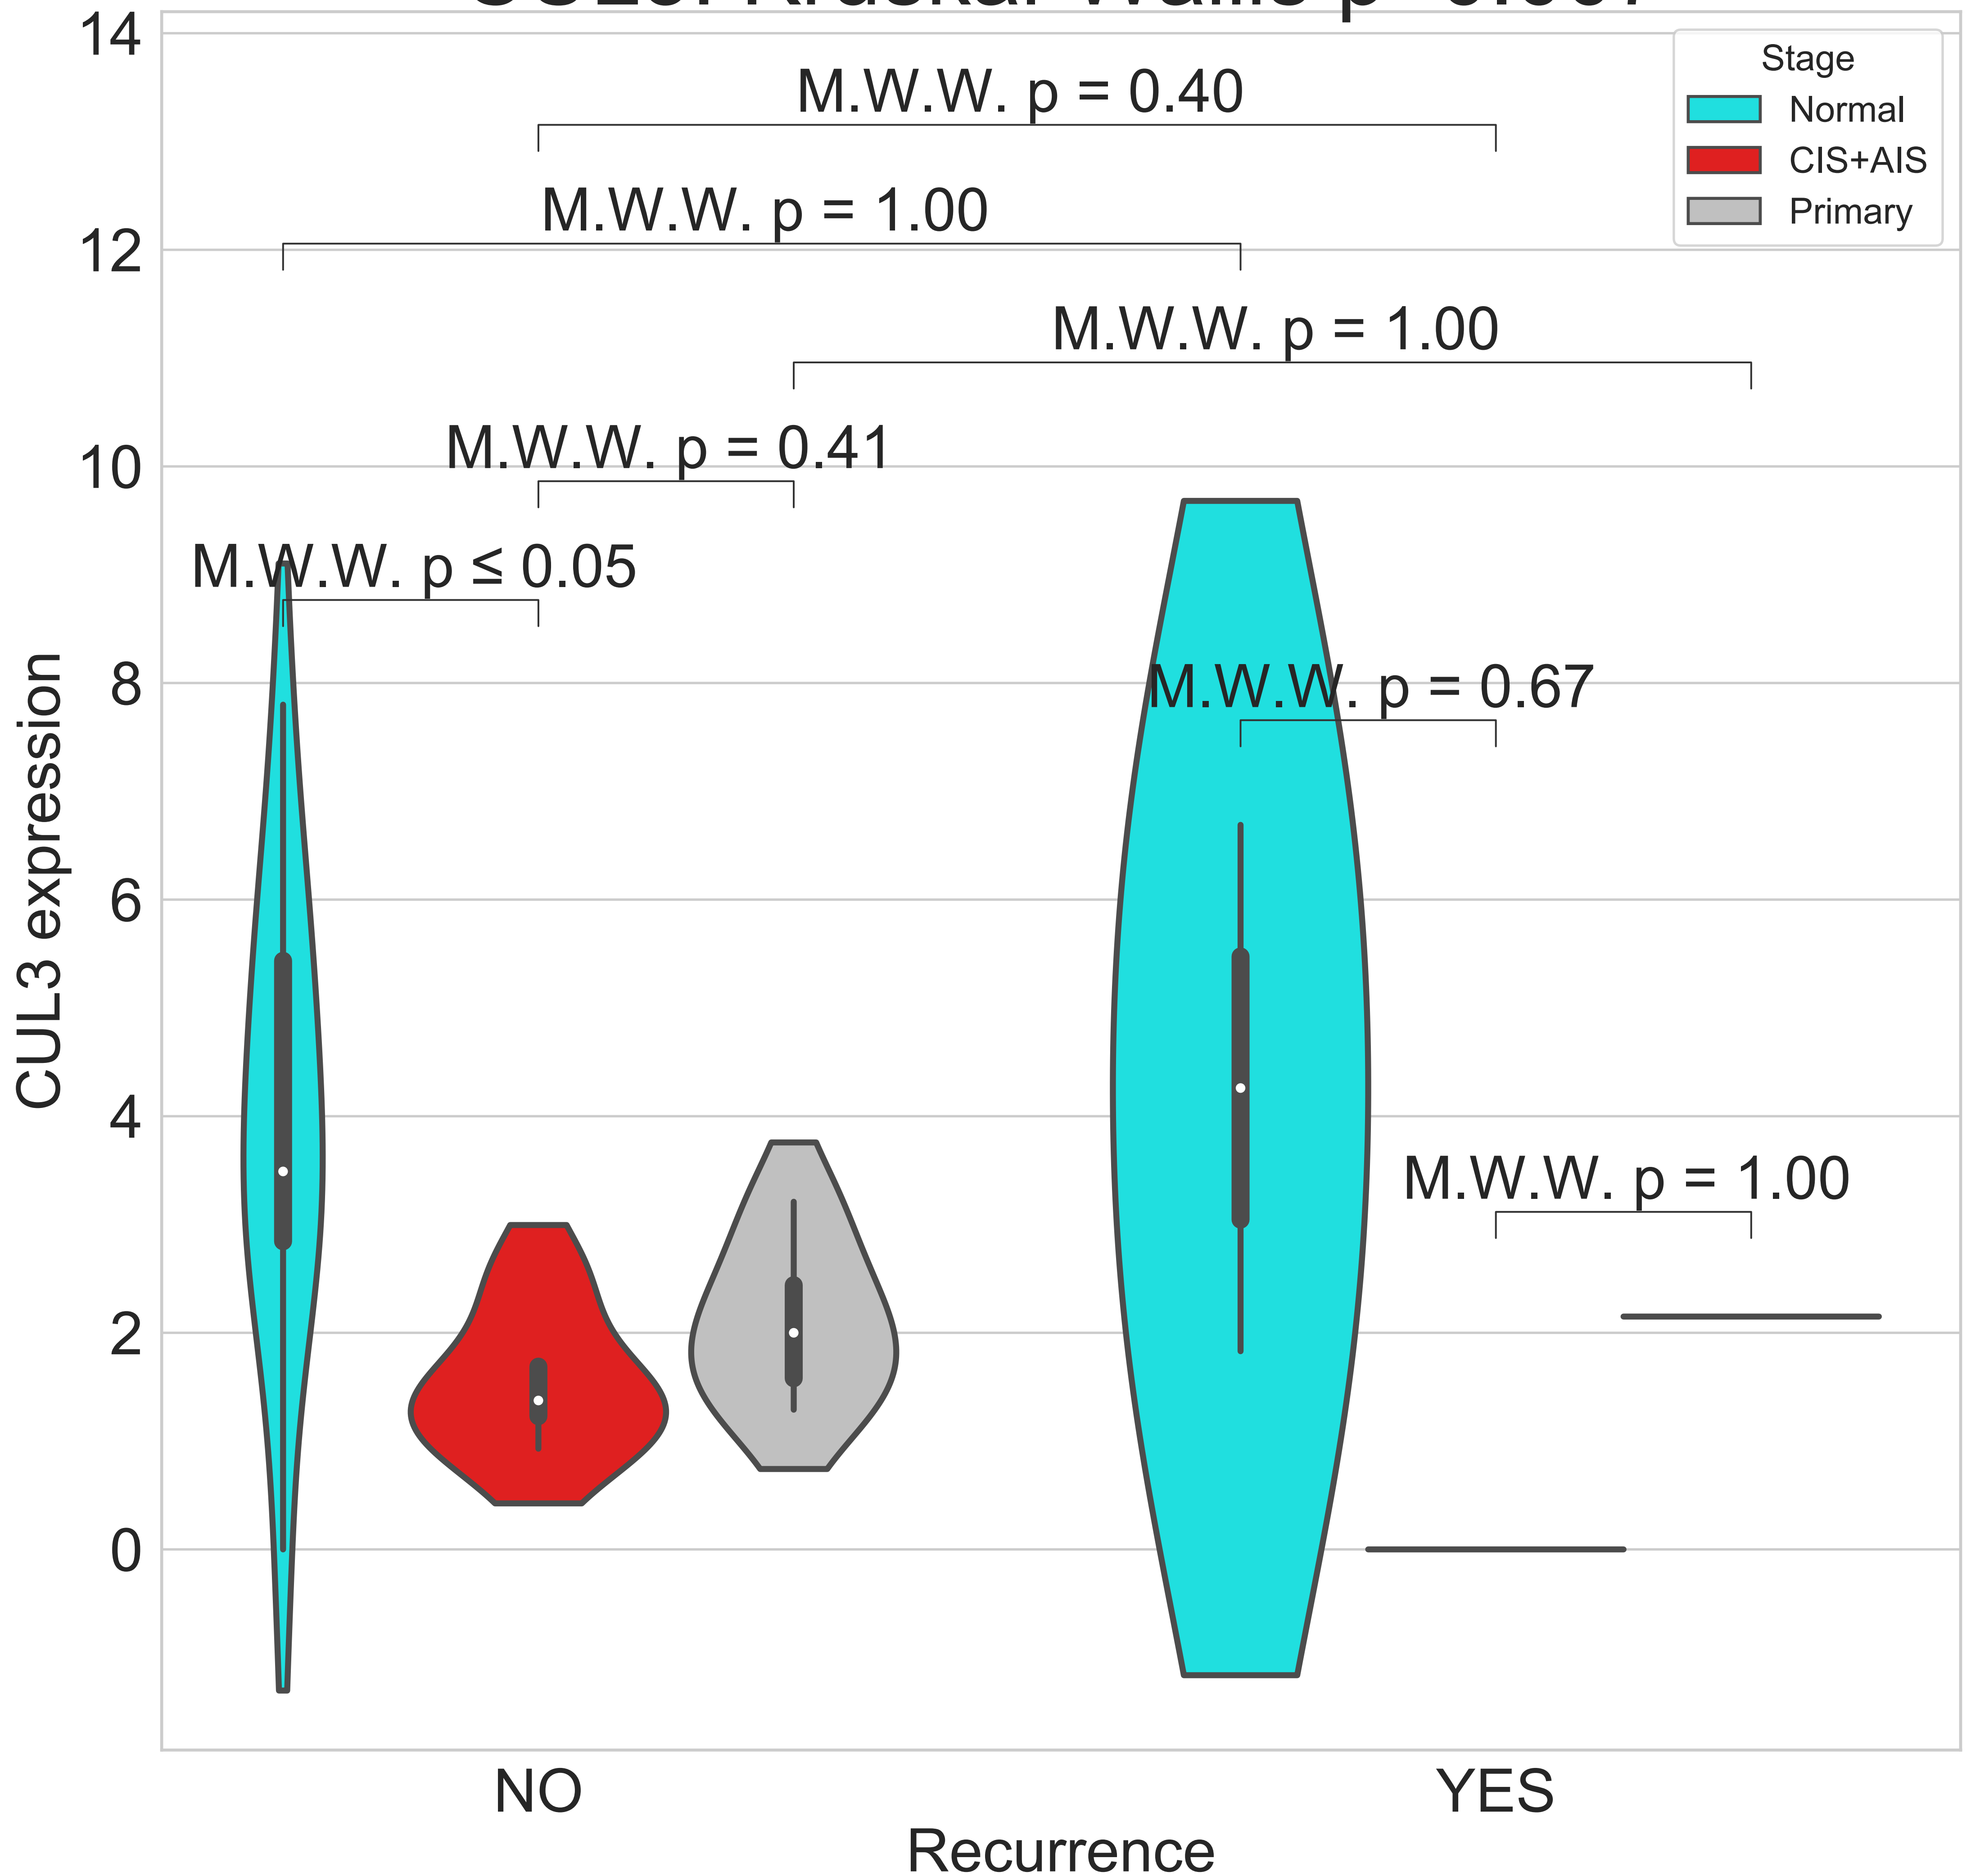 14
12
10
8
6
4
2
0
CUL3 expression
M.W.W. p = 0.40
M.W.W. p = 1.00
M.W.W. p = 1.00
M.W.W. p = 0.41
M.W.W. p ≤ 0.05
M.W.W. p = 0.67
M.W.W. p = 1.00
Stage
Normal
CIS+AIS
Primary
NO
YES
Recurrence